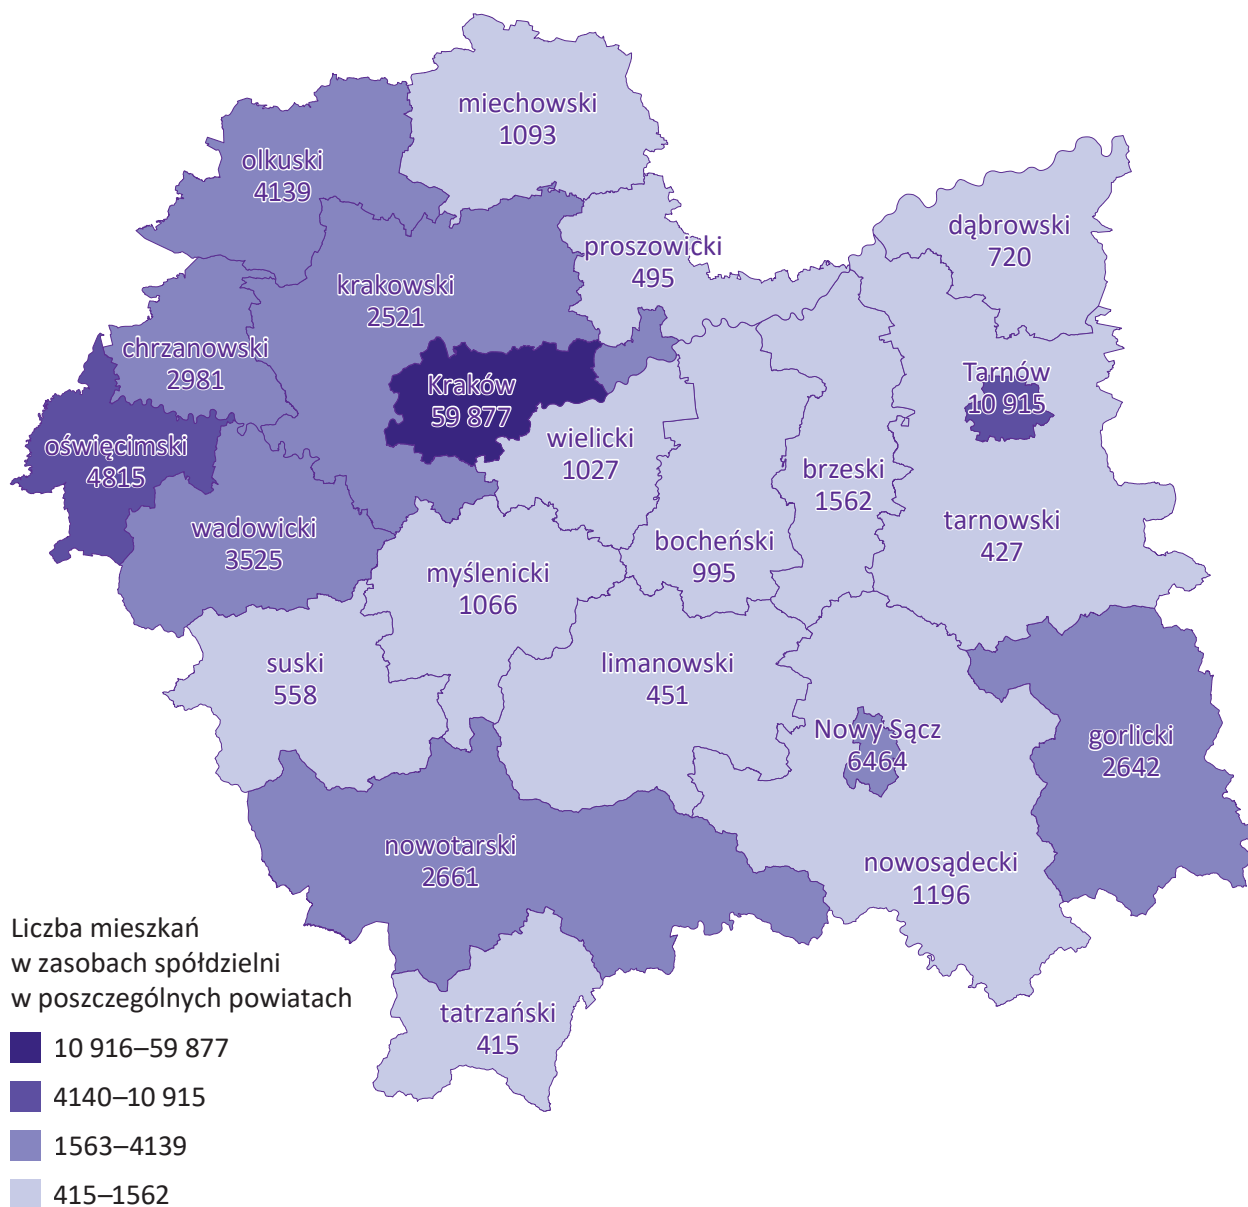 miechowski
1093
olkuski
4139
dąbrowski
720
proszowicki
495
krakowski
2521
chrzanowski
2981
Kraków
59 877
Tarnów
10 915
oświęcimski
4815
wielicki
1027
brzeski
1562
wadowicki
3525
tarnowski
427
bocheński
995
myślenicki
1066
suski
558
limanowski
451
Nowy Sącz
6464
gorlicki
2642
nowotarski
2661
nowosądecki
1196
tatrzański
415
Liczba mieszkań
w zasobach spółdzielni
w poszczególnych powiatach
10 916–59 877
4140–10 915
1563–4139
415–1562